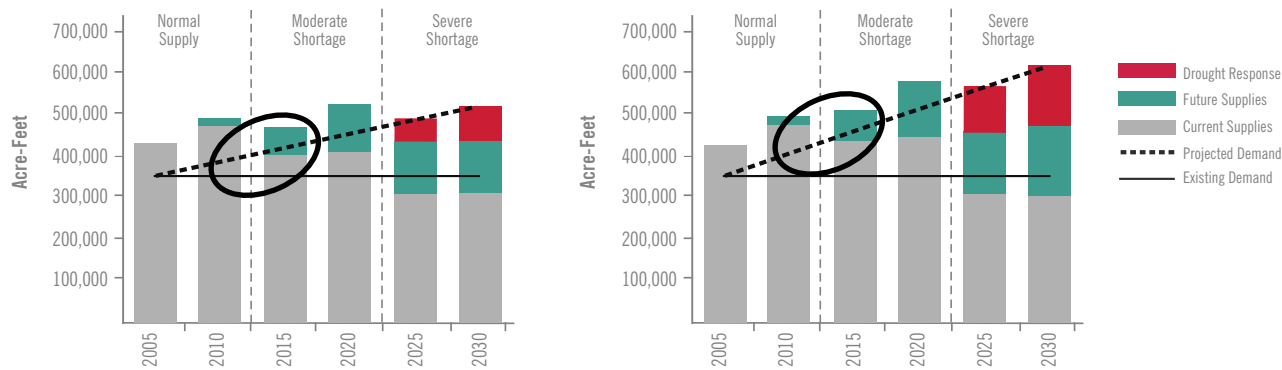 Normal
Supply
Moderate
Shortage
Severe
Shortage
Acre-Feet
700,000
600,000
500,000
400,000
300,000
200,000
100,000
2005
2010
2015
2020
2025
2030
Normal
Supply
Moderate
Shortage
Severe
Shortage
Acre-Feet
700,000
600,000
500,000
400,000
300,000
200,000
100,000
2005
2010
2015
2020
2025
2030
Drought Response
Future Supplies
Current Supplies
Projected Demand
Existing Demand